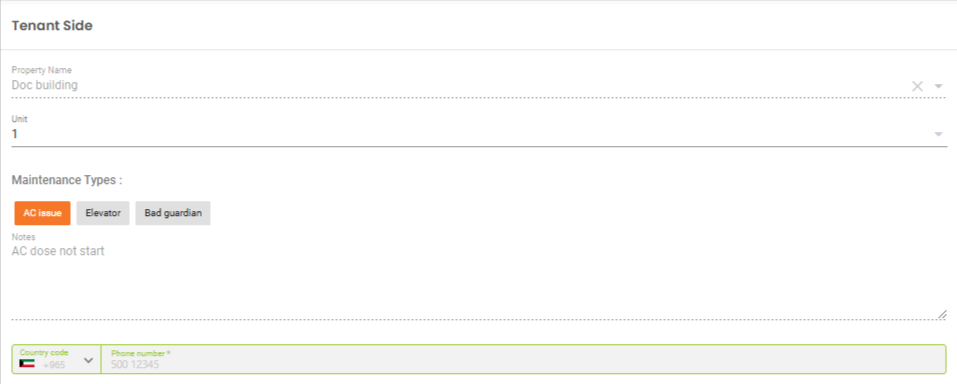 Tenant Side
Property Name
Doc building
Unit
1
Maintenance Types :
AC issue Elevator Bad guardian
Notes
AC dose not start
Country code Phone number *
+965 500 12345